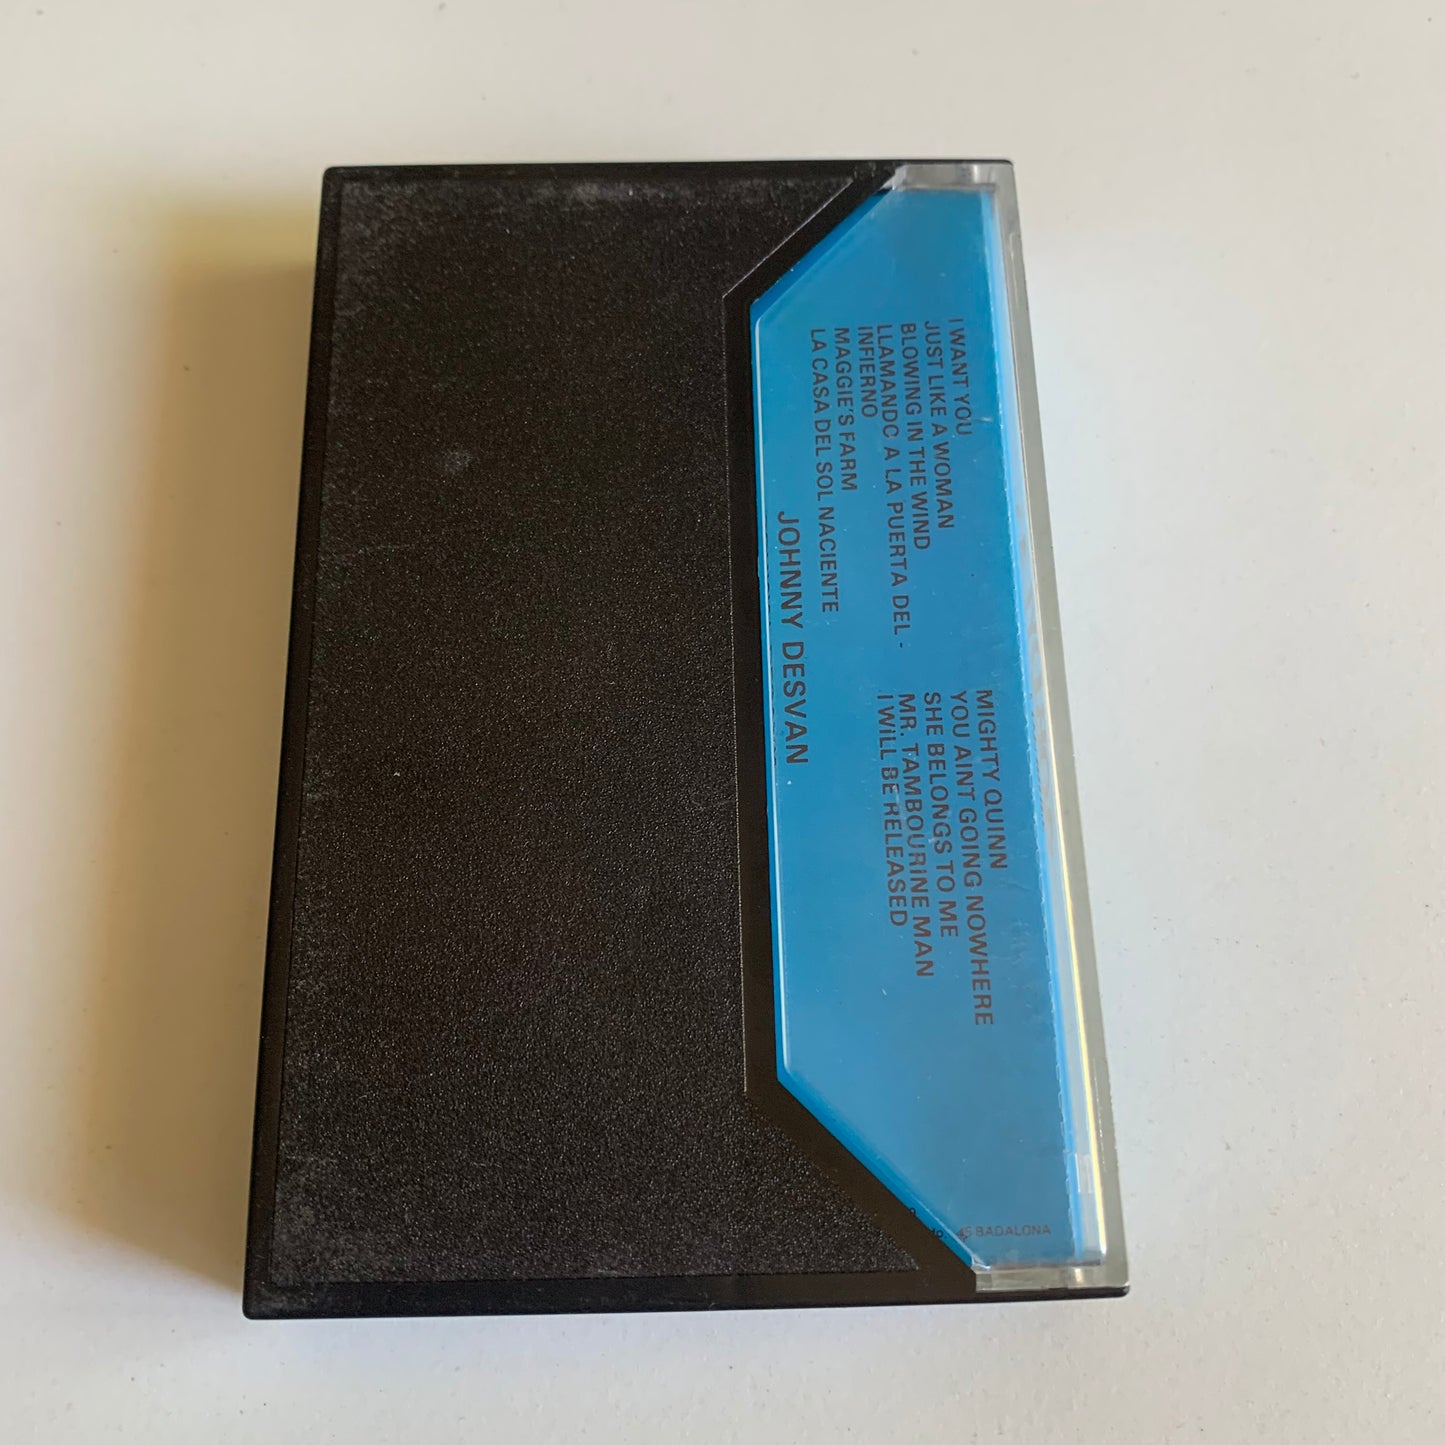 I WANT YOU
JUST LIKE A WOMAN
BLOWING IN THE WIND
LLAMANDO A LA PUERTA DEL -
INFIERNO
MAGGIE'S FARM
LA CASA DEL SOL NACIENTE
MIGHTY QUINN
YOU AINT GOING NOWHERE
SHE BELONGS TO ME
MR. TAMBOURINE MAN
I WILL BE RELEASED
JOHNNY DESVAN
45 BADALONA